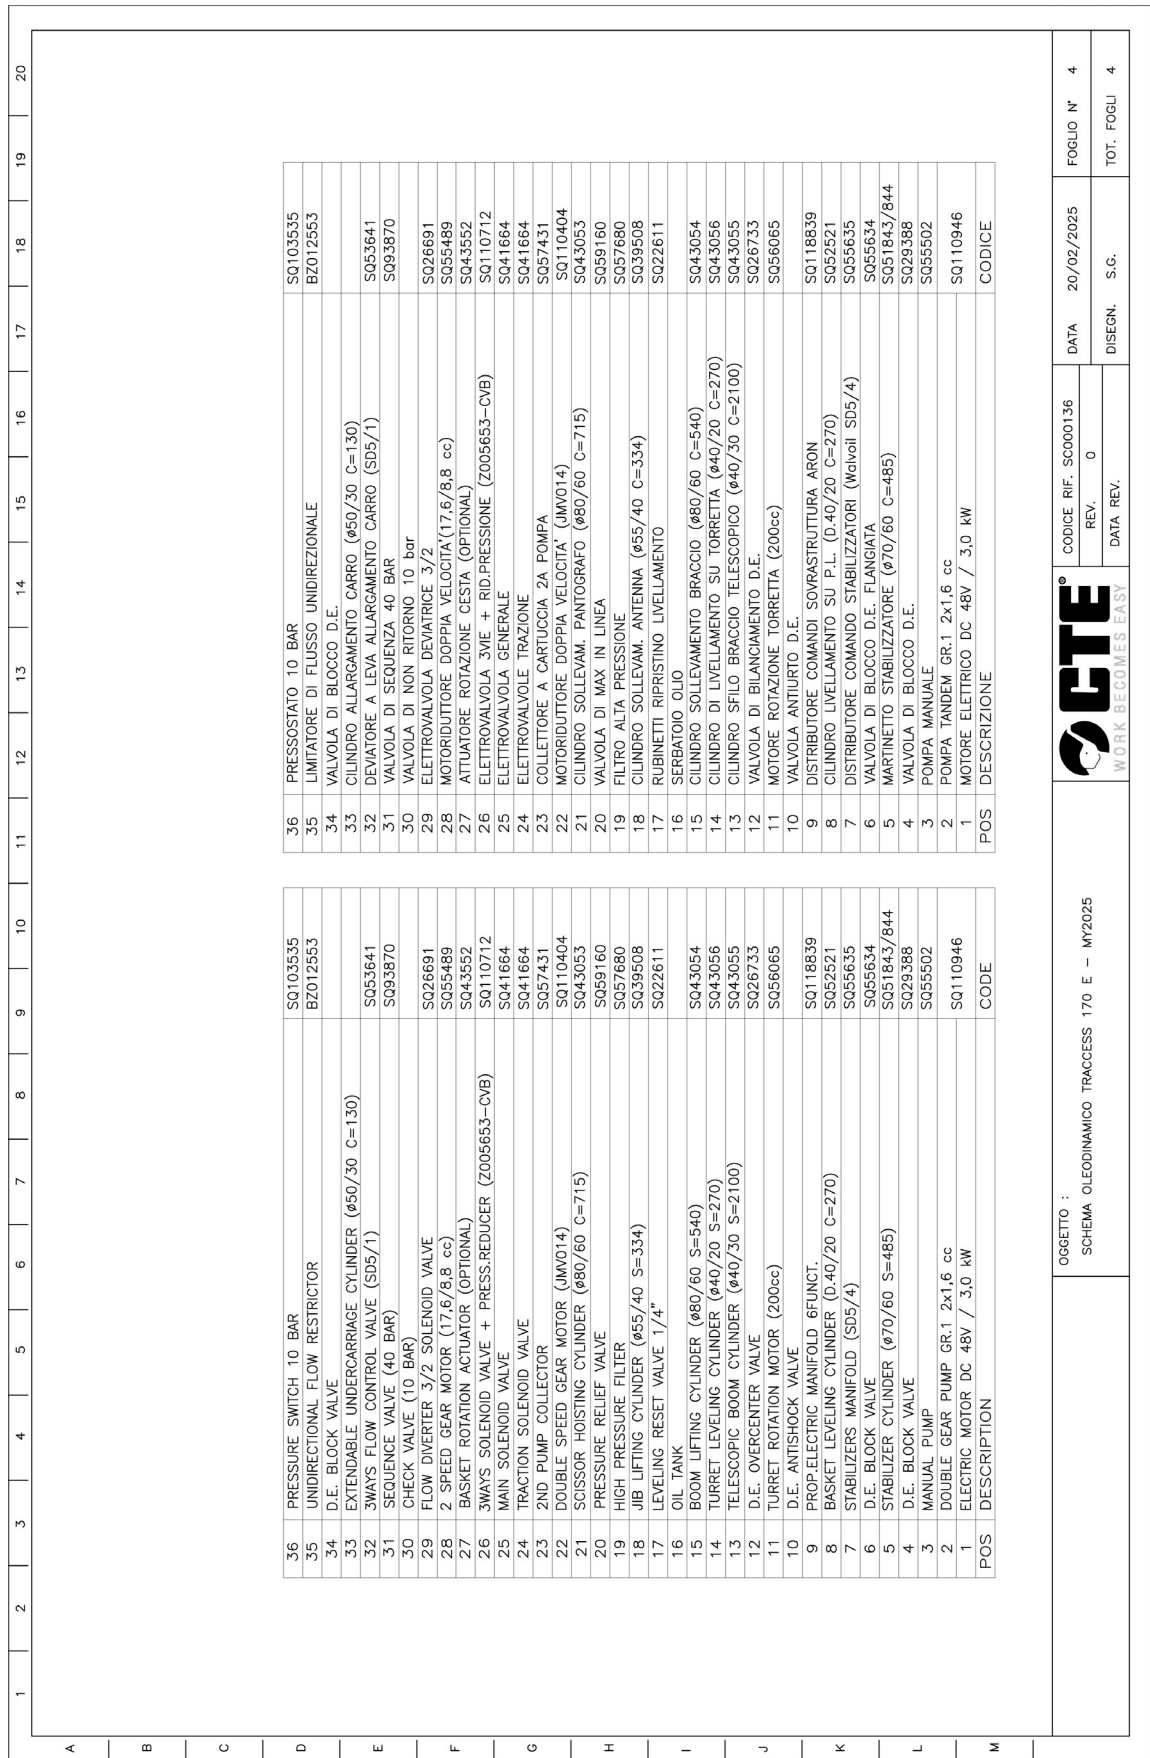 1 2 3 4 5 6 7 8 9 10 11 12 13 14 15 16 17 18 19 20
A
B
C
D
E
F
G
H
I
J
K
L
M
36 PRESSURE SWITCH 10 BAR SQ103535
35 UNIDIRECTIONAL FLOW RESTRICTOR BZ012553
34 D.E. BLOCK VALVE
33 EXTENDABLE UNDERCARRIAGE CYLINDER (ø50/30 C=130)
32 3WAYS FLOW CONTROL VALVE (SD5/1) SQ53641
31 SEQUENCE VALVE (40 BAR) SQ93870
30 CHECK VALVE (10 BAR)
29 FLOW DIVERTER 3/2 SOLENOID VALVE SQ26691
28 2 SPEED GEAR MOTOR (17,6/8,8 cc) SQ55489
27 BASKET ROTATION ACTUATOR (OPTIONAL) SQ43552
26 3WAYS SOLENOID VALVE + PRESS.REDUCER (Z005653-CVB) SQ110712
25 MAIN SOLENOID VALVE SQ41664
24 TRACTION SOLENOID VALVE SQ41664
23 2ND PUMP COLLECTOR SQ57431
22 DOUBLE SPEED GEAR MOTOR (JMV014) SQ110404
21 SCISSOR HOISTING CYLINDER (ø80/60 C=715) SQ43053
20 PRESSURE RELIEF VALVE SQ59160
19 HIGH PRESSURE FILTER SQ57680
18 JIB LIFTING CYLINDER (ø55/40 S=334) SQ39508
17 LEVELING RESET VALVE 1/4" SQ22611
16 OIL TANK
15 BOOM LIFTING CYLINDER (ø80/60 S=540) SQ43054
14 TURRET LEVELING CYLINDER (ø40/20 S=270) SQ43056
13 TELESCOPIC BOOM CYLINDER (ø40/30 S=2100) SQ43055
12 D.E. OVERCENTER VALVE SQ26733
11 TURRET ROTATION MOTOR (200cc) SQ56065
10 D.E. ANTISHOCK VALVE
9 PROP.ELECTRIC MANIFOLD 6FUNCT. SQ118839
8 BASKET LEVELING CYLINDER (D.40/20 C=270) SQ52521
7 STABILIZERS MANIFOLD (SD5/4) SQ55635
6 D.E. BLOCK VALVE SQ55634
5 STABILIZER CYLINDER (ø70/60 S=485) SQ51843/844
4 D.E. BLOCK VALVE SQ29388
3 MANUAL PUMP SQ55502
2 DOUBLE GEAR PUMP GR.1 2x1,6 cc
1 ELECTRIC MOTOR DC 48V / 3,0 kW SQ110946
POS DESCRIPTION CODE
36 PRESSOSTATO 10 BAR SQ103535
35 LIMITATORE DI FLUSSO UNIDIREZIONALE BZ012553
34 VALVOLA DI BLOCCO D.E.
33 CILINDRO ALLARGAMENTO CARRO (ø50/30 C=130)
32 DEVIATORE A LEVA ALLARGAMENTO CARRO (SD5/1) SQ53641
31 VALVOLA DI SEQUENZA 40 BAR SQ93870
30 VALVOLA DI NON RITORNO 10 bar
29 ELETTROVALVOLA DEVIATRICE 3/2 SQ26691
28 MOTORIDUTTORE DOPPIA VELOCITA'(17,6/8,8 cc) SQ55489
27 ATTUATORE ROTAZIONE CESTA (OPTIONAL) SQ43552
26 ELETTROVALVOLA 3VIE + RID.PRESSIONE (Z005653-CVB) SQ110712
25 ELETTROVALVOLA GENERALE SQ41664
24 ELETTROVALVOLE TRAZIONE SQ41664
23 COLLETTORE A CARTUCCIA 2A POMPA SQ57431
22 MOTORIDUTTORE DOPPIA VELOCITA' (JMV014) SQ110404
21 CILINDRO SOLLEVAM. PANTOGRAFO (ø80/60 C=715) SQ43053
20 VALVOLA DI MAX IN LINEA SQ59160
19 FILTRO ALTA PRESSIONE SQ57680
18 CILINDRO SOLLEVAM. ANTENNA (ø55/40 C=334) SQ39508
17 RUBINETTI RIPRISTINO LIVELLAMENTO SQ22611
16 SERBATOIO OLIO
15 CILINDRO SOLLEVAMENTO BRACCIO (ø80/60 C=540) SQ43054
14 CILINDRO DI LIVELLAMENTO SU TORRETTA (ø40/20 C=270) SQ43056
13 CILINDRO SFILO BRACCIO TELESCOPICO (ø40/30 C=2100) SQ43055
12 VALVOLA DI BILANCIAMENTO D.E. SQ26733
11 MOTORE ROTAZIONE TORRETTA (200cc) SQ56065
10 VALVOLA ANTIURTO D.E.
9 DISTRIBUTORE COMANDI SOVRASTRUTTURA ARON SQ118839
8 CILINDRO LIVELLAMENTO SU P.L. (D.40/20 C=270) SQ52521
7 DISTRIBUTORE COMANDO STABILIZZATORI (Walvoil SD5/4) SQ55635
6 VALVOLA DI BLOCCO D.E. FLANGIATA SQ55634
5 MARTINETTO STABILIZZATORE (ø70/60 C=485) SQ51843/844
4 VALVOLA DI BLOCCO D.E. SQ29388
3 POMPA MANUALE SQ55502
2 POMPA TANDEM GR.1 2x1,6 cc
1 MOTORE ELETTRICO DC 48V / 3,0 kW SQ110946
POS DESCRIZIONE CODICE
OGGETTO :
SCHEMA OLEODINAMICO TRACCESS 170 E - MY2025
CTE®
WORK BECOMES EASY
CODICE RIF. SC000136
REV. 0
DATA REV.
DATA 20/02/2025
DISEGN. S.G.
FOGLIO N° 4
TOT. FOGLI 4